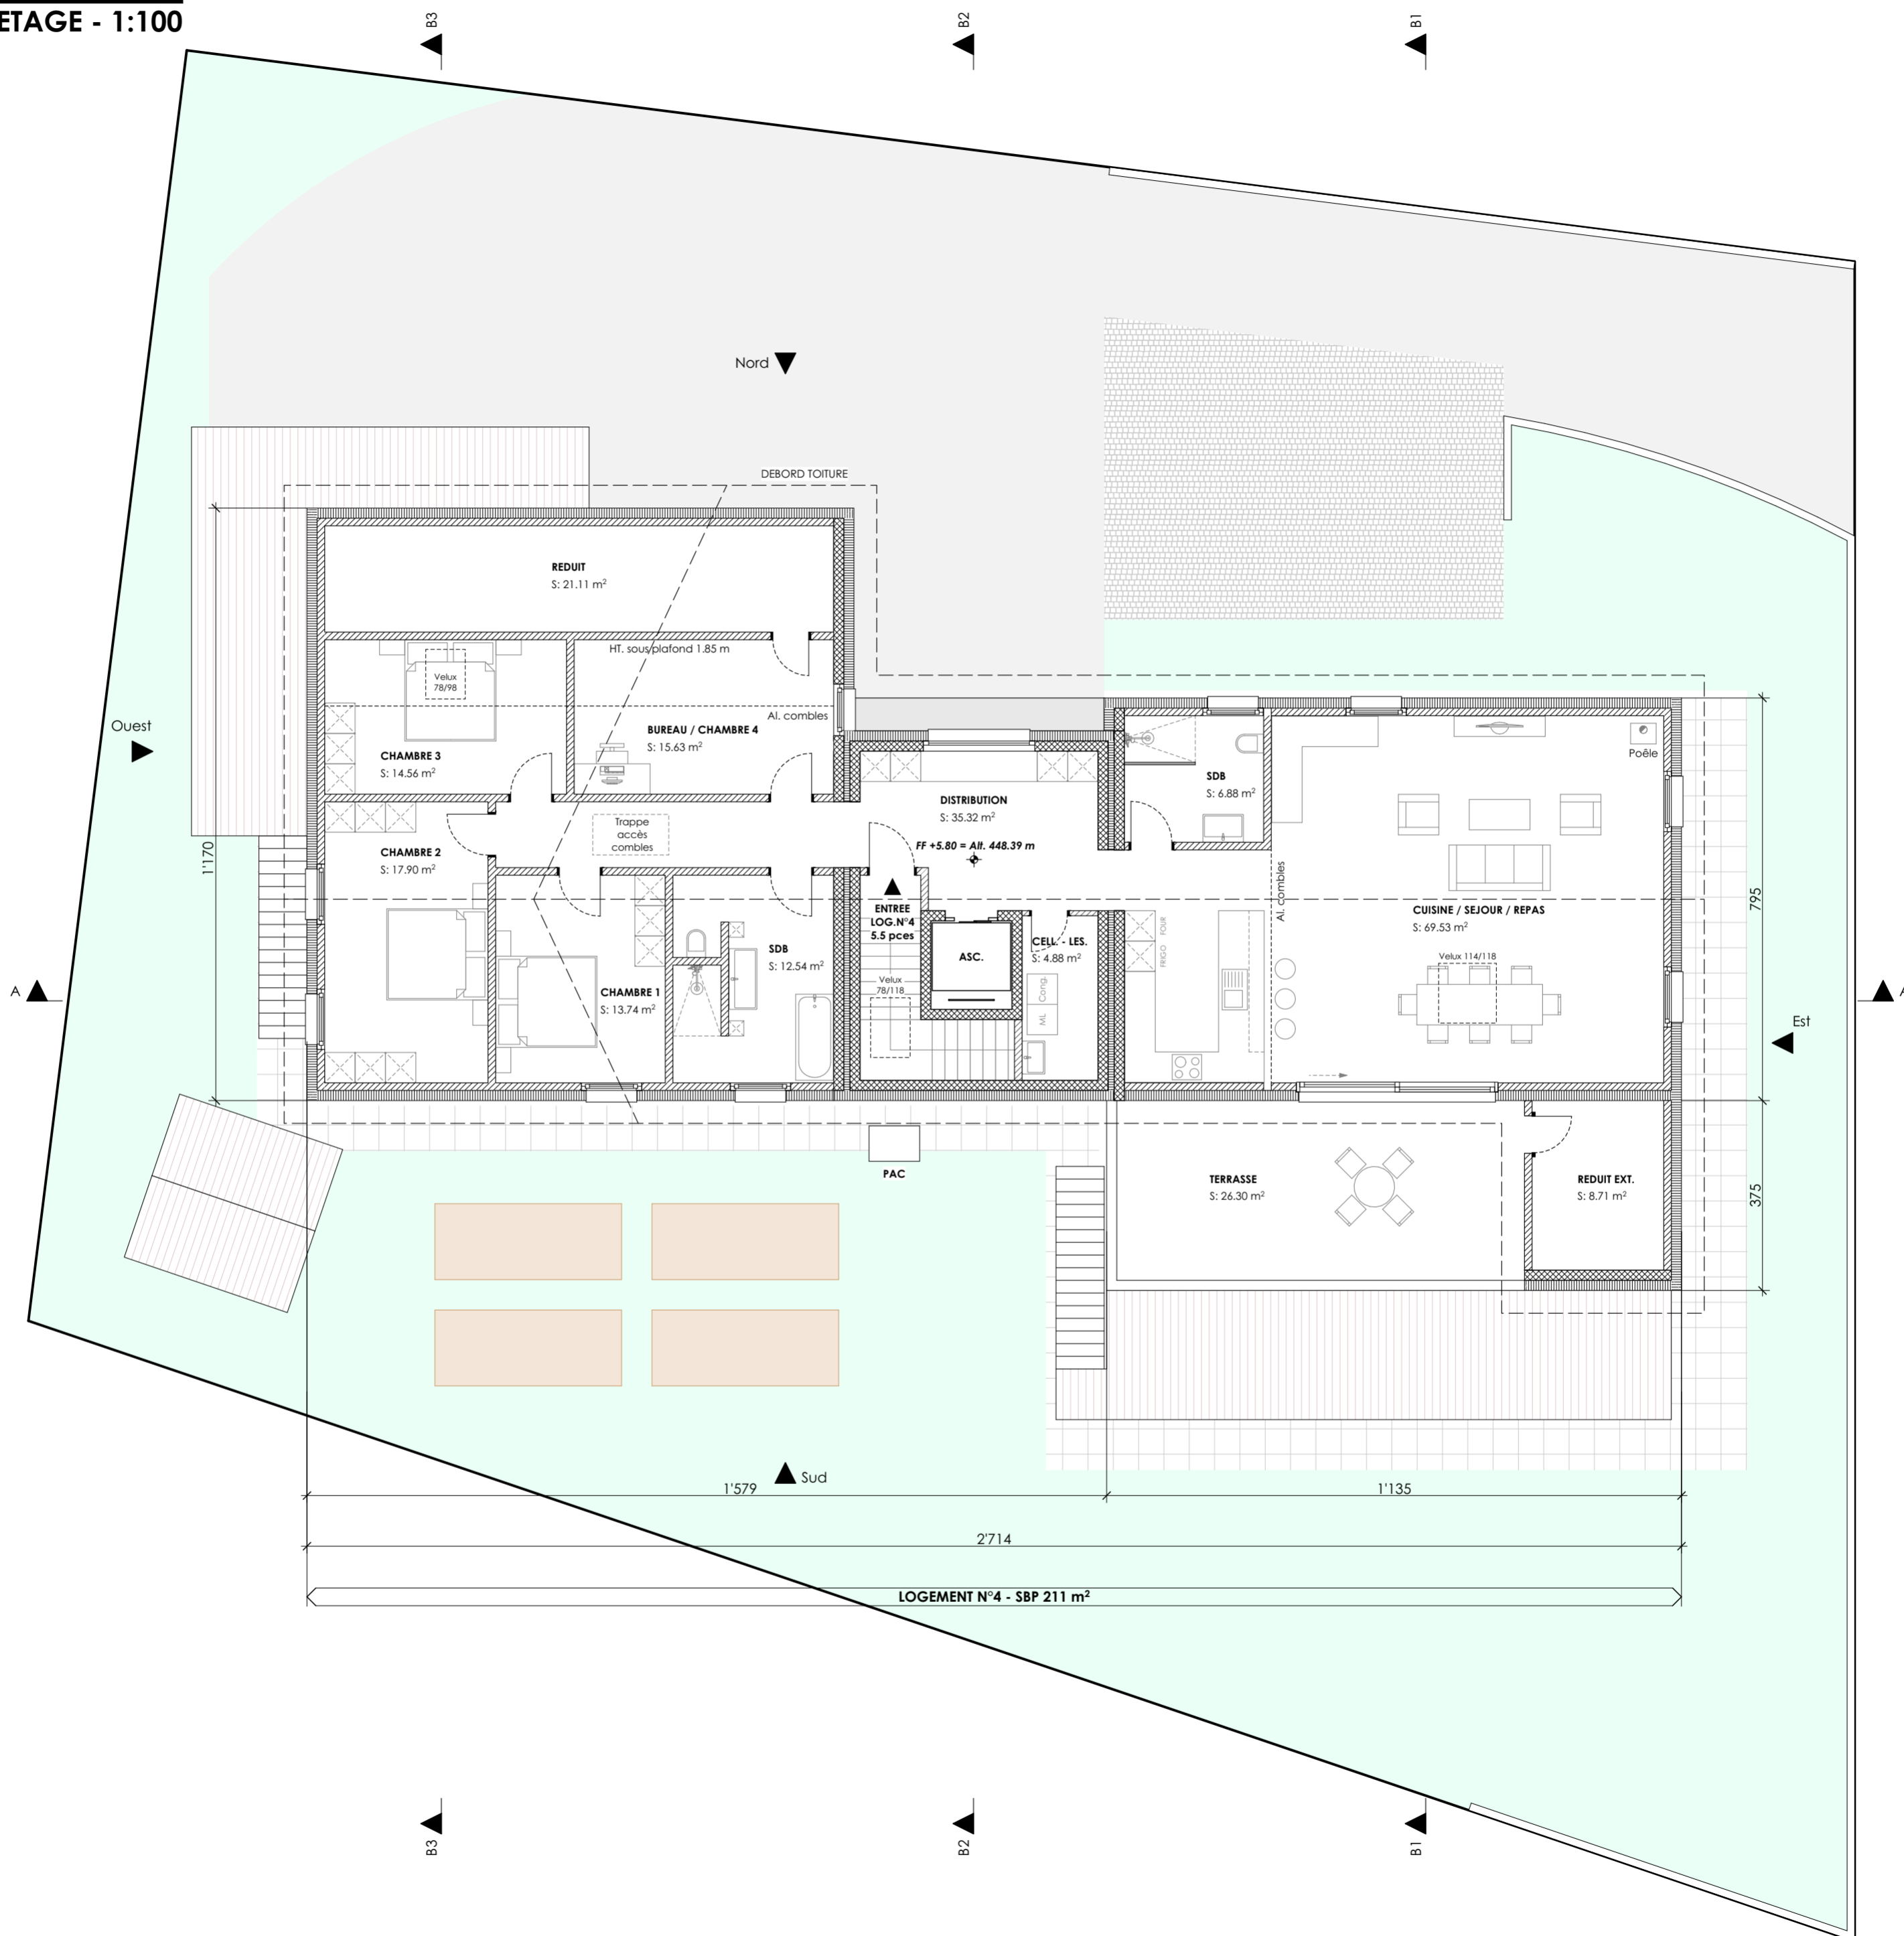 ETAGE - 1:100
B3
B2
B1
Nord
DEBORD TOITURE
REDUIT
S: 21.11 m²
HT. sous plafond 1.85 m
Velux
78/98
Al. combles
BUREAU / CHAMBRE 4
S: 15.63 m²
CHAMBRE 3
S: 14.56 m²
Ouest
Poêle
SDB
S: 6.88 m²
DISTRIBUTION
S: 35.32 m²
FF +5.80 = Alt. 448.39 m
Trappe
accès
combles
CHAMBRE 2
S: 17.90 m²
1'170
795
Al. combles
ENTREE
LOG.N°4
5.5 pces
CUISINE / SEJOUR / REPAS
S: 69.53 m²
FOUR
FRIGO
SDB
S: 12.54 m²
ASC.
CELL. - LES.
S: 4.88 m²
Velux 114/118
Velux
78/118
Cong.
ML
CHAMBRE 1
S: 13.74 m²
A
A
Est
PAC
TERRASSE
S: 26.30 m²
REDUIT EXT.
S: 8.71 m²
375
Sud
1'579
1'135
2'714
LOGEMENT N°4 - SBP 211 m²
B3
B2
B1